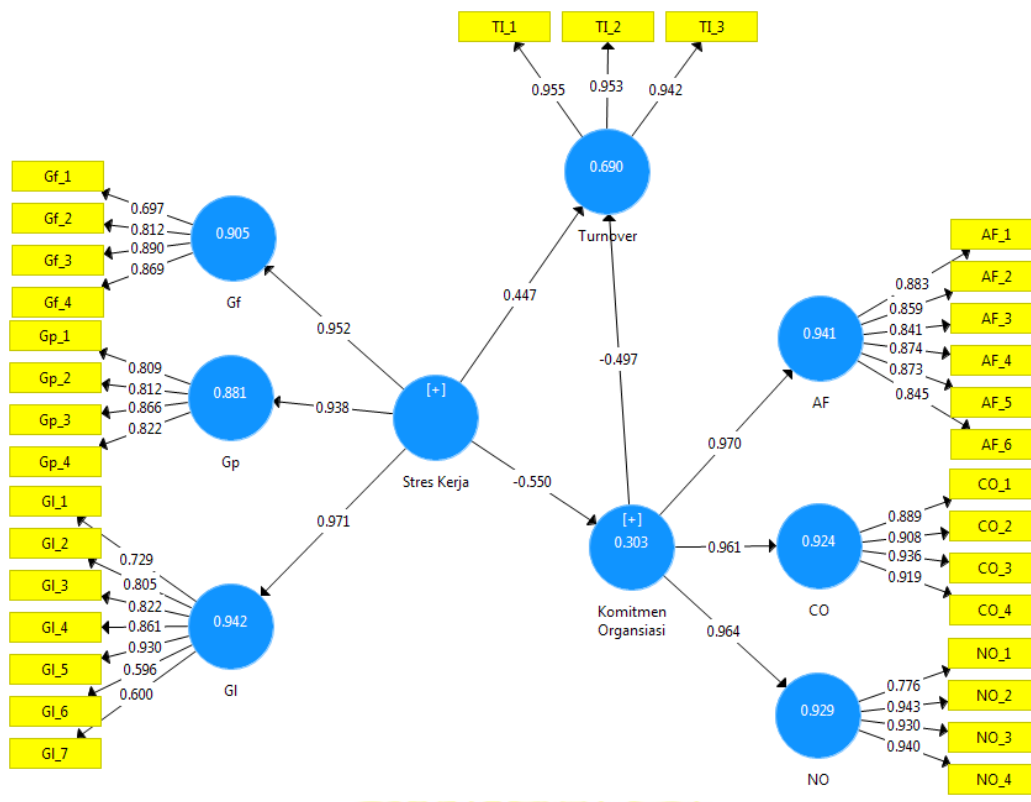 TI_1
TI_2
TI_3
0.955
0.953
0.942
0.690
Turnover
Gf_1
Gf_2
Gf_3
Gf_4
0.697
0.812
0.890
0.869
0.905
Gf
Gp_1
Gp_2
Gp_3
Gp_4
0.809
0.812
0.866
0.822
0.881
Gp
GI_1
GI_2
GI_3
GI_4
GI_5
GI_6
GI_7
0.729
0.805
0.822
0.861
0.930
0.596
0.600
0.942
GI
0.952
0.938
0.971
[+]
Stres Kerja
0.447
-0.497
-0.550
[+]
0.303
Komitmen
Organsiasi
0.970
0.961
0.964
0.941
AF
0.883
0.859
0.841
0.874
0.873
0.845
AF_1
AF_2
AF_3
AF_4
AF_5
AF_6
0.924
CO
0.889
0.908
0.936
0.919
CO_1
CO_2
CO_3
CO_4
0.929
NO
0.776
0.943
0.930
0.940
NO_1
NO_2
NO_3
NO_4